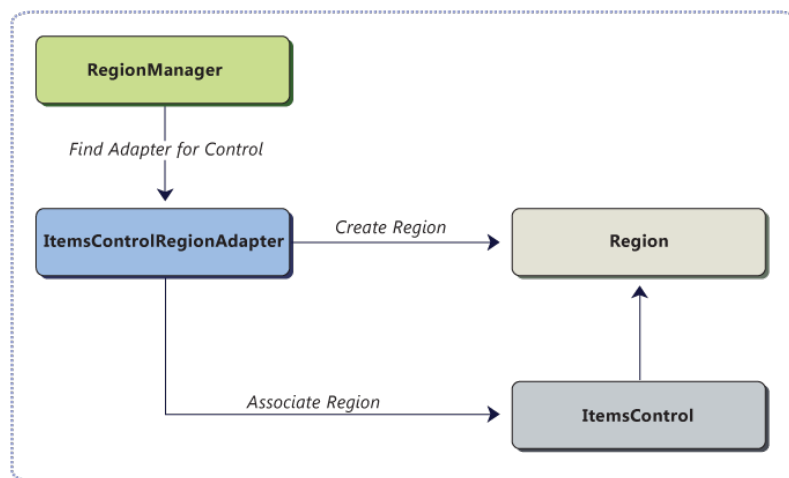 RegionManager
Find Adapter for Control
ItemsControlRegionAdapter
Create Region
Region
Associate Region
ItemsControl